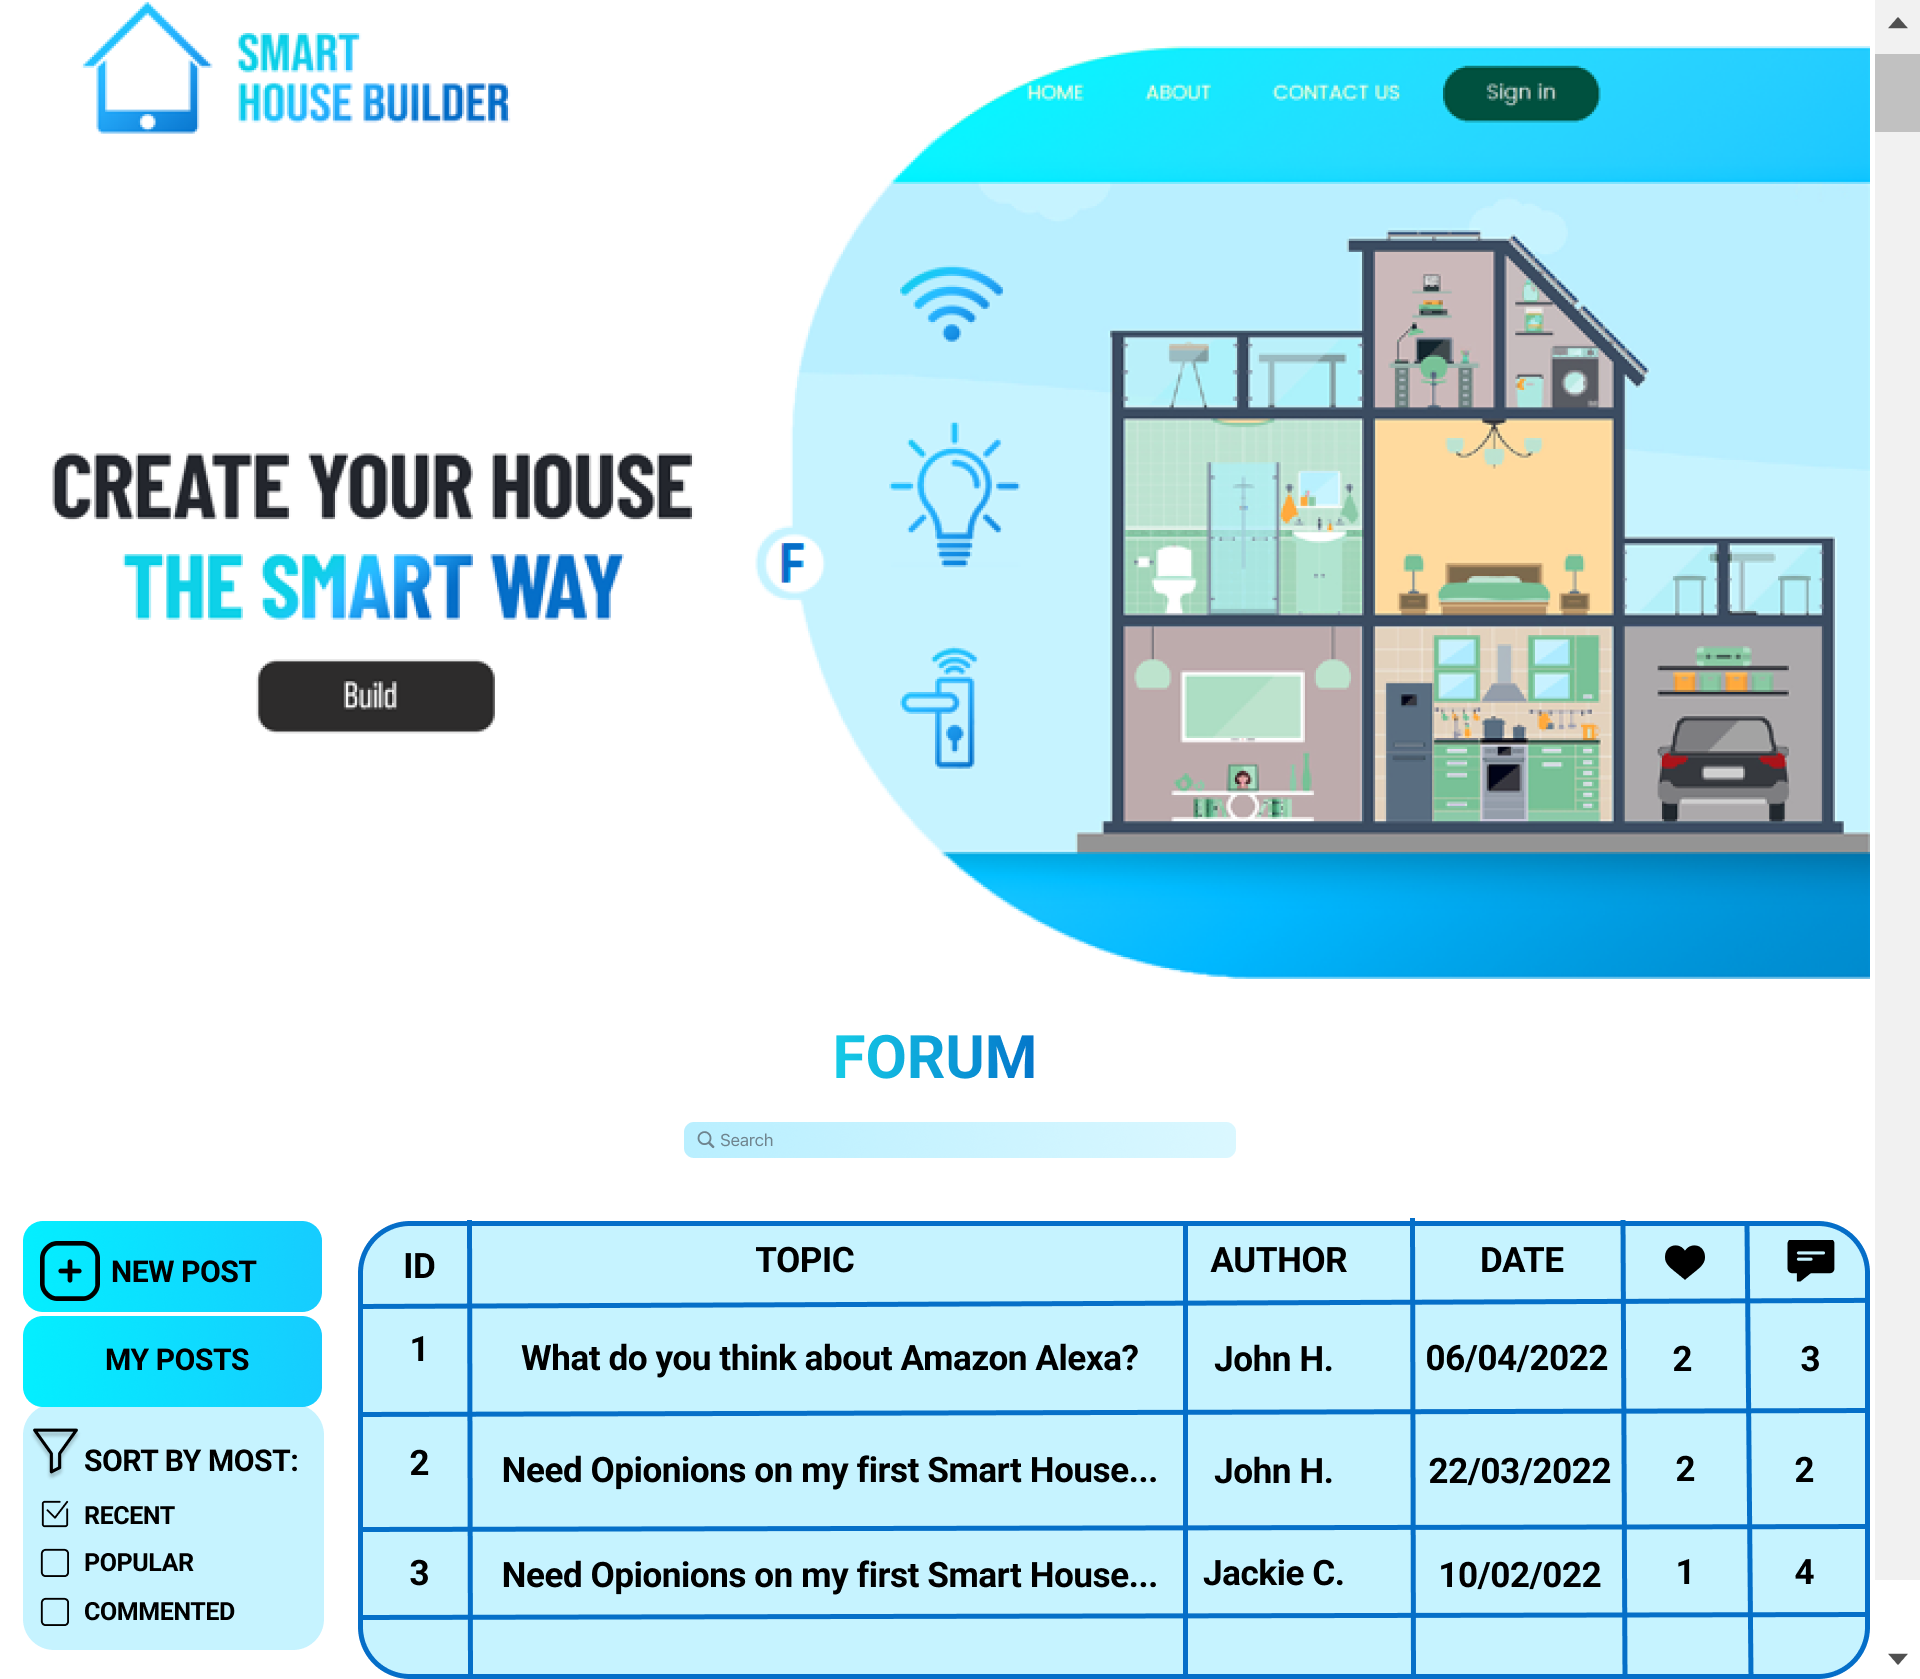 SMART
HOUSE BUILDER
HOME ABOUT CONTACT US Sign in
CREATE YOUR HOUSE
THE SMART WAY
F
Build
FORUM
Search
NEW POST
MY POSTS
SORT BY MOST:
RECENT
POPULAR
COMMENTED
ID TOPIC AUTHOR DATE
1 What do you think about Amazon Alexa? John H. 06/04/2022 2 3
2 Need Opionions on my first Smart House... John H. 22/03/2022 2 2
3 Need Opionions on my first Smart House... Jackie C. 10/02/022 1 4